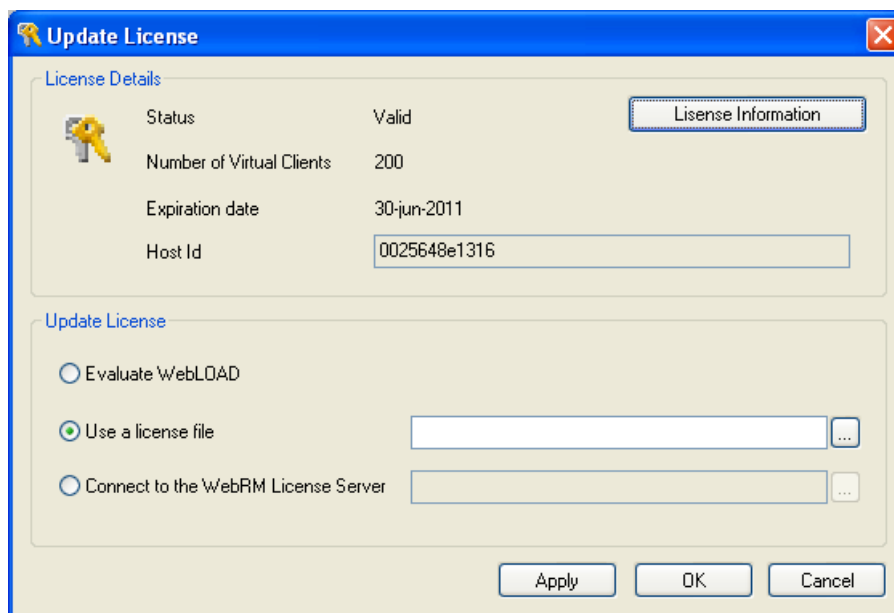 Update License
License Details
Status Valid Lisense Information
Number of Virtual Clients 200
Expiration date 30-jun-2011
Host Id 0025648e1316
Update License
Evaluate WebLOAD
Use a license file ...
Connect to the WebRM License Server ...
Apply OK Cancel